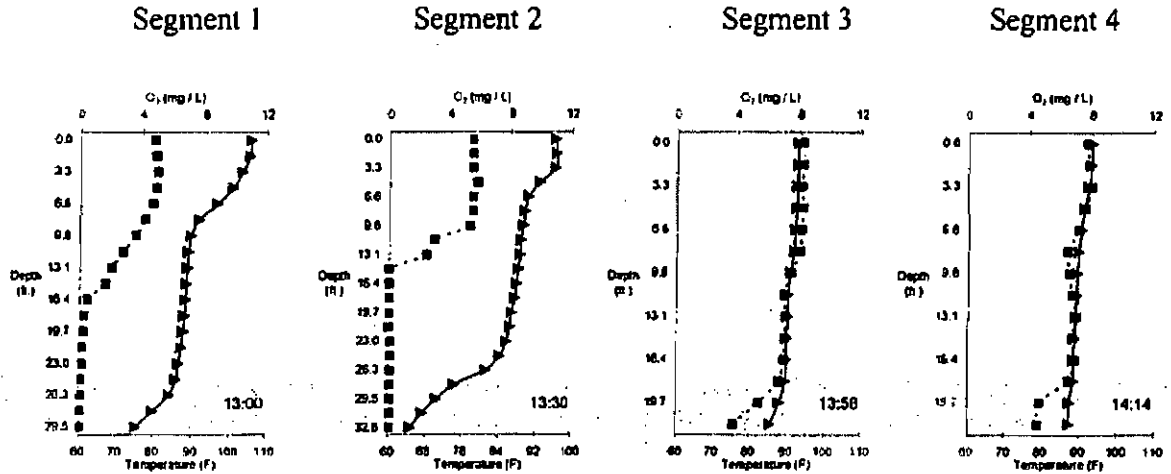 Segment 1 Segment 2 Segment 3 Segment 4
O₂ (mg / L) O₂ (mg / L) O₂ (mg / L) O₂ (mg / L)
0 4 8 12 0 4 8 12 0 4 8 12 0 4 8 12
0.0 0.0 0.0 0.0
3.3 3.3 3.3 3.3
6.6 6.6 6.6 6.6
9.8 9.8 9.8 9.8
Depth (ft.) 13.1 Depth (ft.) 13.1 Depth (ft.) 13.1 Depth (ft.) 13.1
16.4 16.4 16.4 16.4
19.7 19.7 19.7 19.7
23.0 23.0
26.3 26.3
29.5 29.5
32.8
13:00 13:30 13:58 14:14
60 70 80 90 100 110 60 68 76 84 92 100 60 70 80 90 100 110 60 70 80 90 100 110
Temperature (F) Temperature (F) Temperature (F) Temperature (F)